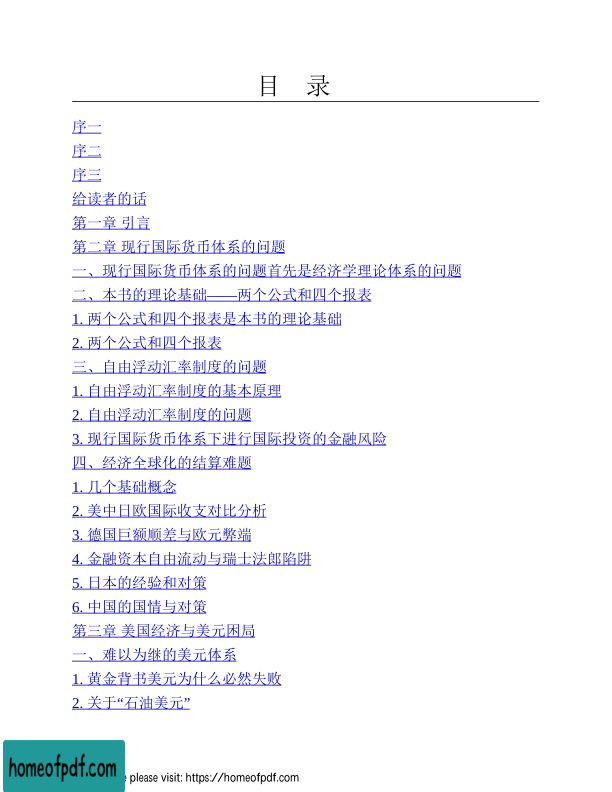 目 录
序一
序二
序三
给读者的话
第一章 引言
第二章 现行国际货币体系的问题
一、现行国际货币体系的问题首先是经济学理论体系的问题
二、本书的理论基础——两个公式和四个报表
1. 两个公式和四个报表是本书的理论基础
2. 两个公式和四个报表
三、自由浮动汇率制度的问题
1. 自由浮动汇率制度的基本原理
2. 自由浮动汇率制度的问题
3. 现行国际货币体系下进行国际投资的金融风险
四、经济全球化的结算难题
1. 几个基础概念
2. 美中日欧国际收支对比分析
3. 德国巨额顺差与欧元弊端
4. 金融资本自由流动与瑞士法郎陷阱
5. 日本的经验和对策
6. 中国的国情与对策
第三章 美国经济与美元困局
一、难以为继的美元体系
1. 黄金背书美元为什么必然失败
2. 关于“石油美元”
homeofpdf.com
e please visit: https://homeofpdf.com